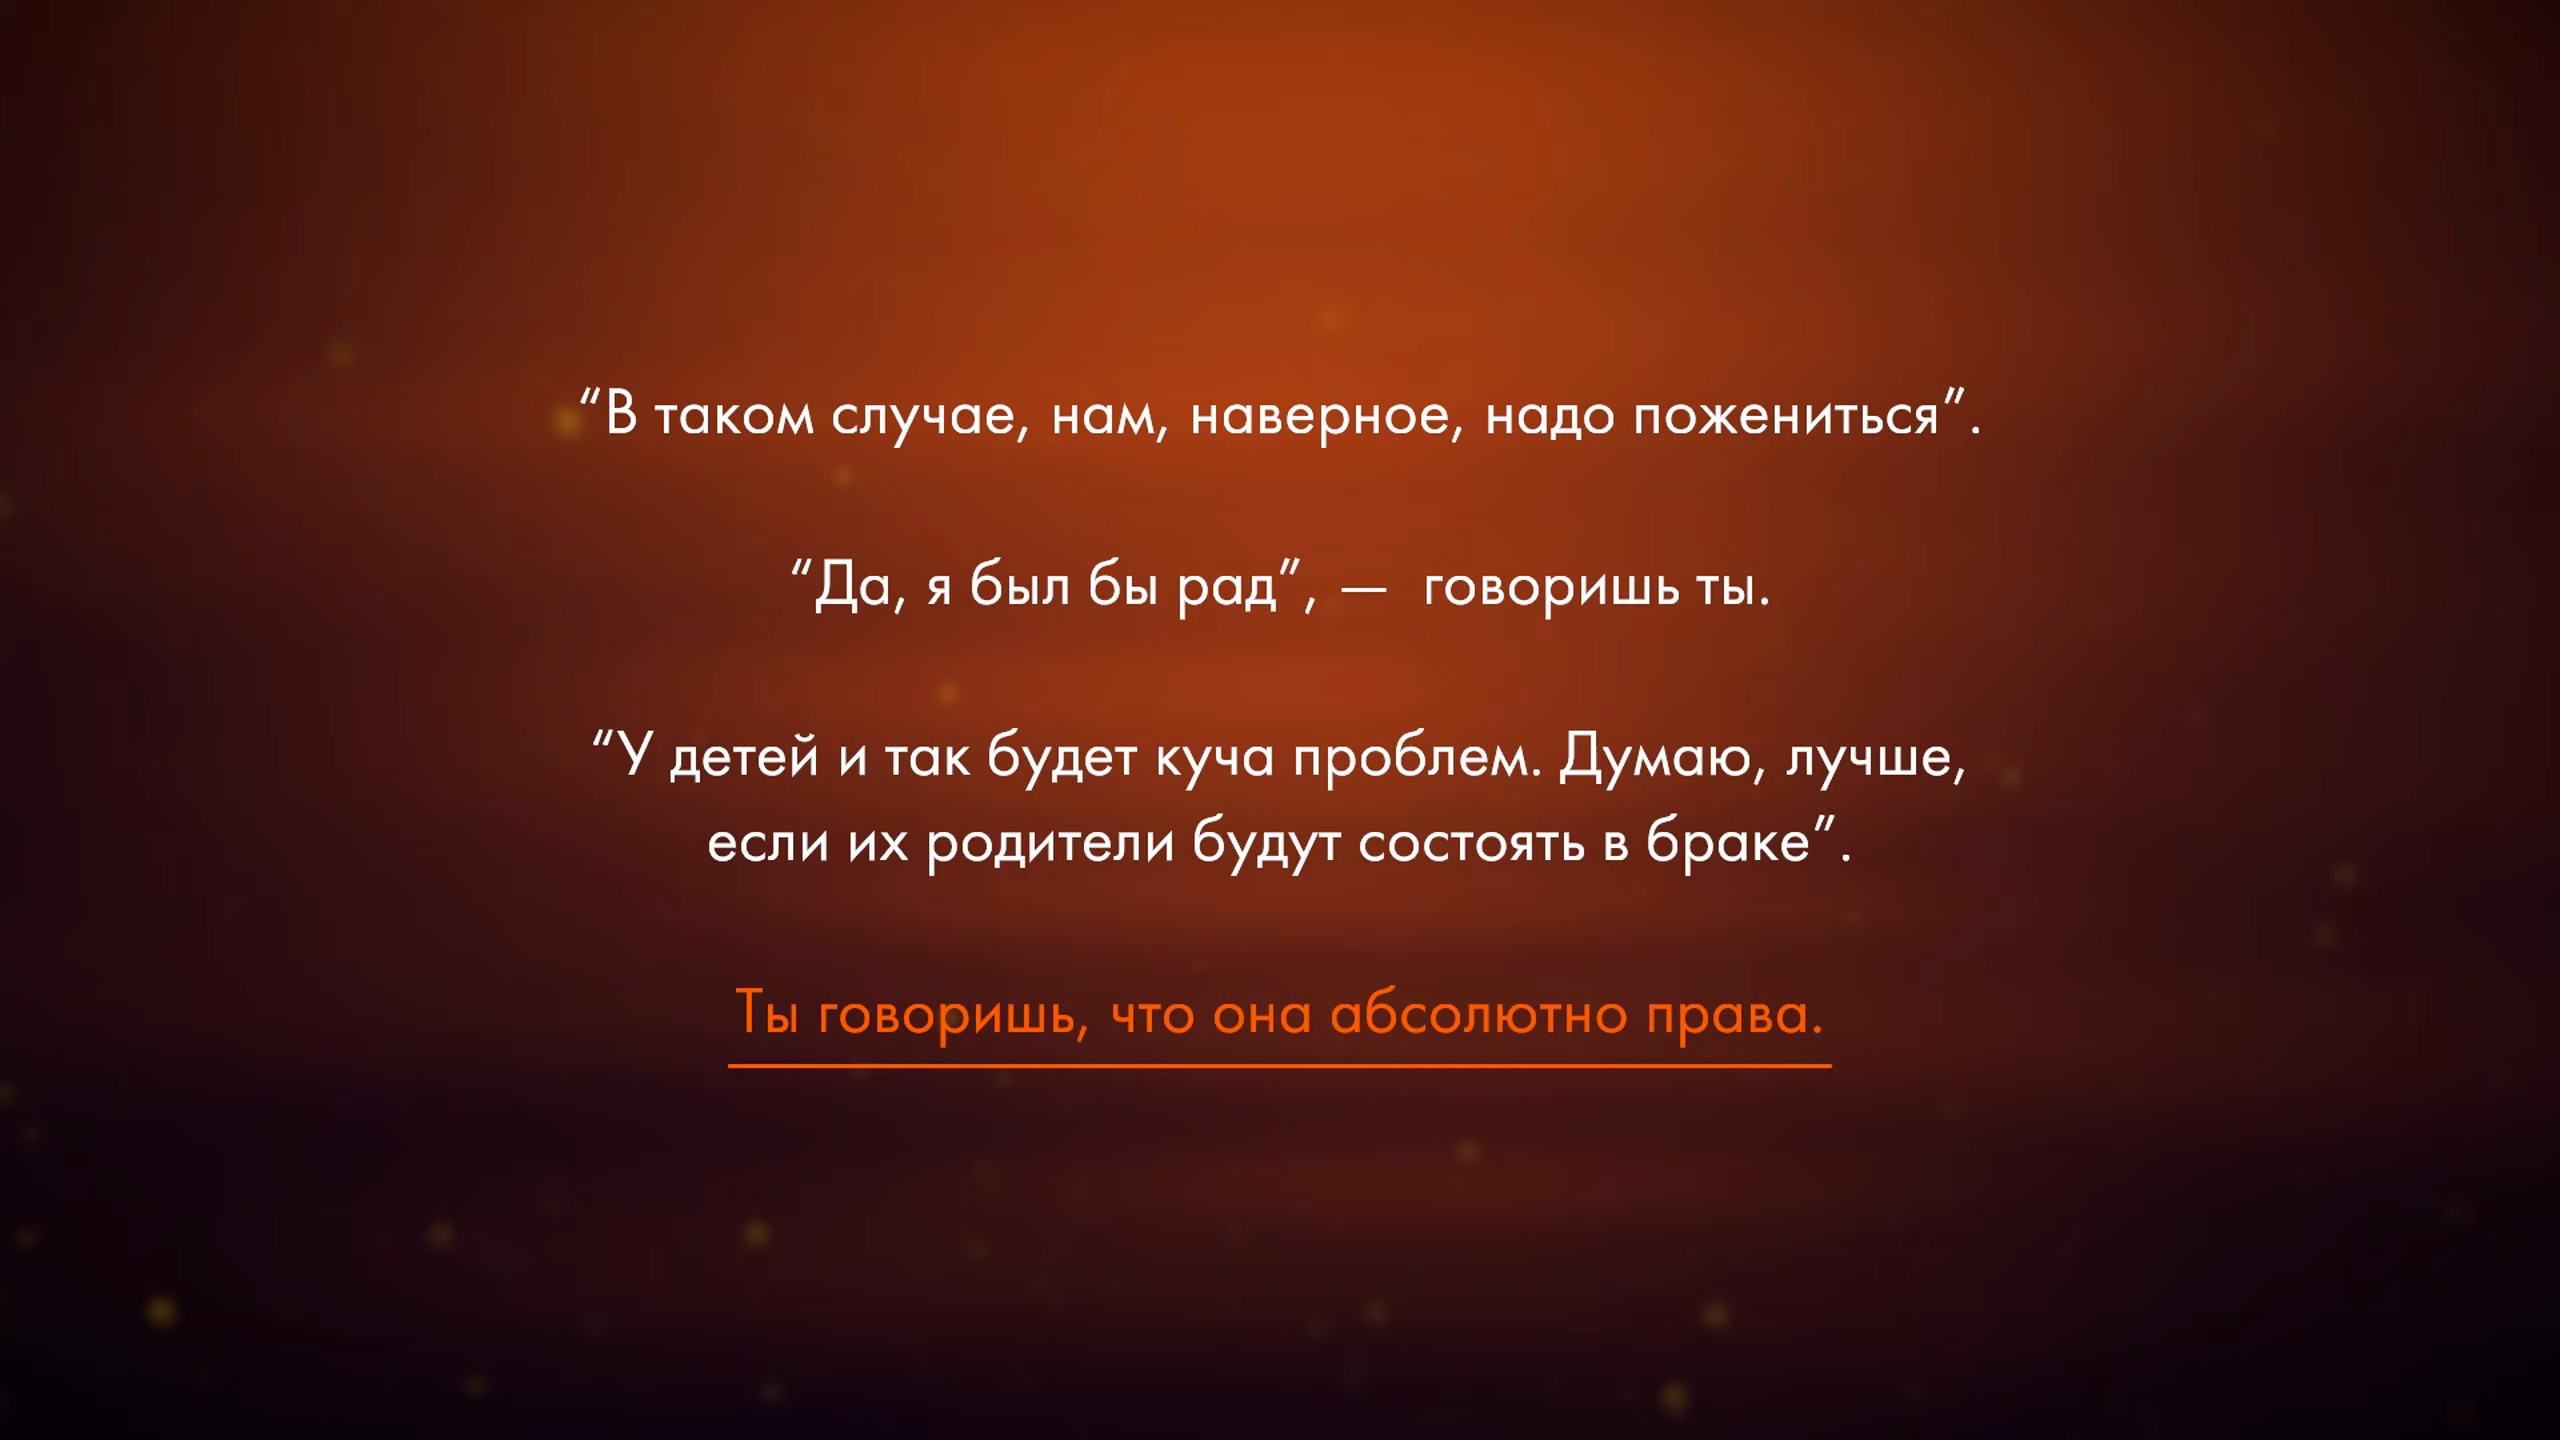 “В таком случае, нам, наверное, надо пожениться”.
“Да, я был бы рад”, — говоришь ты.
“У детей и так будет куча проблем. Думаю, лучше,
если их родители будут состоять в браке”.
Ты говоришь, что она абсолютно права.